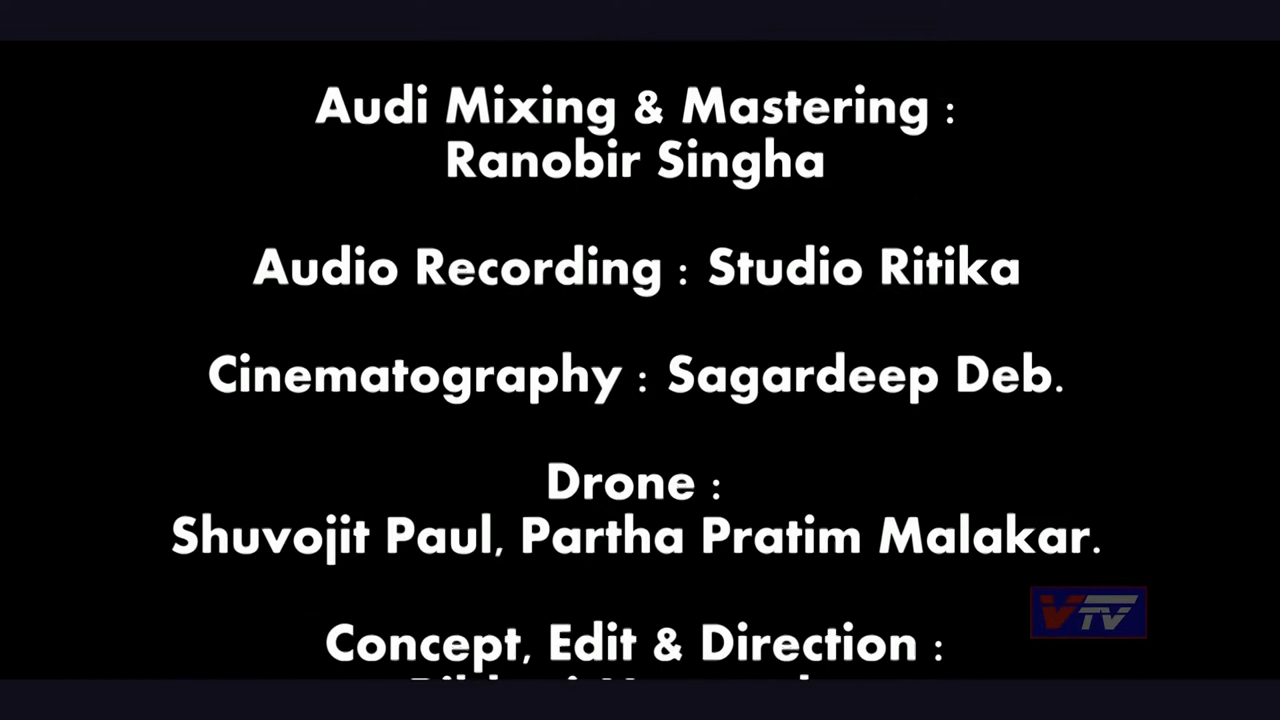 Audi Mixing & Mastering :
Ranobir Singha
Audio Recording : Studio Ritika
Cinematography : Sagardeep Deb.
Drone :
Shuvojit Paul, Partha Pratim Malakar.
VTV
Concept, Edit & Direction :